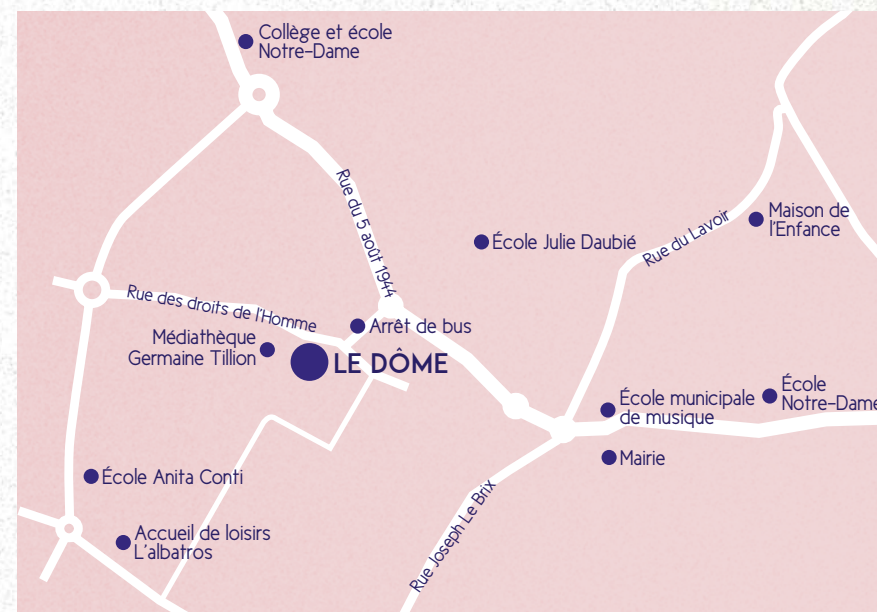 Collège et école
Notre-Dame
Rue du 5 août 1944
École Julie Daubié
Rue du Lavoir
Maison de
l'Enfance
Rue des droits de l'Homme
Arrêt de bus
Médiathèque
Germaine Tillion
LE DÔME
École municipale
de musique
École
Notre-Dame
Mairie
École Anita Conti
Rue Joseph Le Brix
Accueil de loisirs
L'albatros